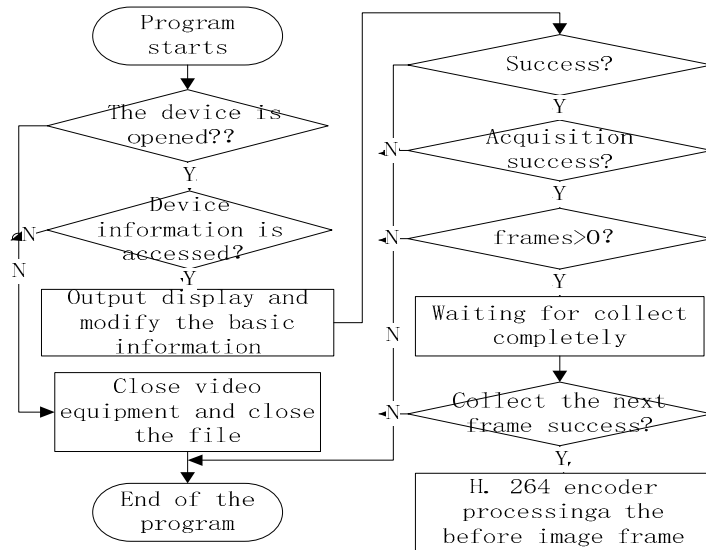 Program
starts
The device is
opened??
Y
N
Device
information is
accessed?
N
Y
Output display and
modify the basic
information
Close video
equipment and close
the file
End of the
program
Success?
Y
N
Acquisition
success?
Y
N
frames>0?
Y
N
Waiting for collect
completely
Collect the next
frame success?
N
Y
H. 264 encoder
processinga the
before image frame